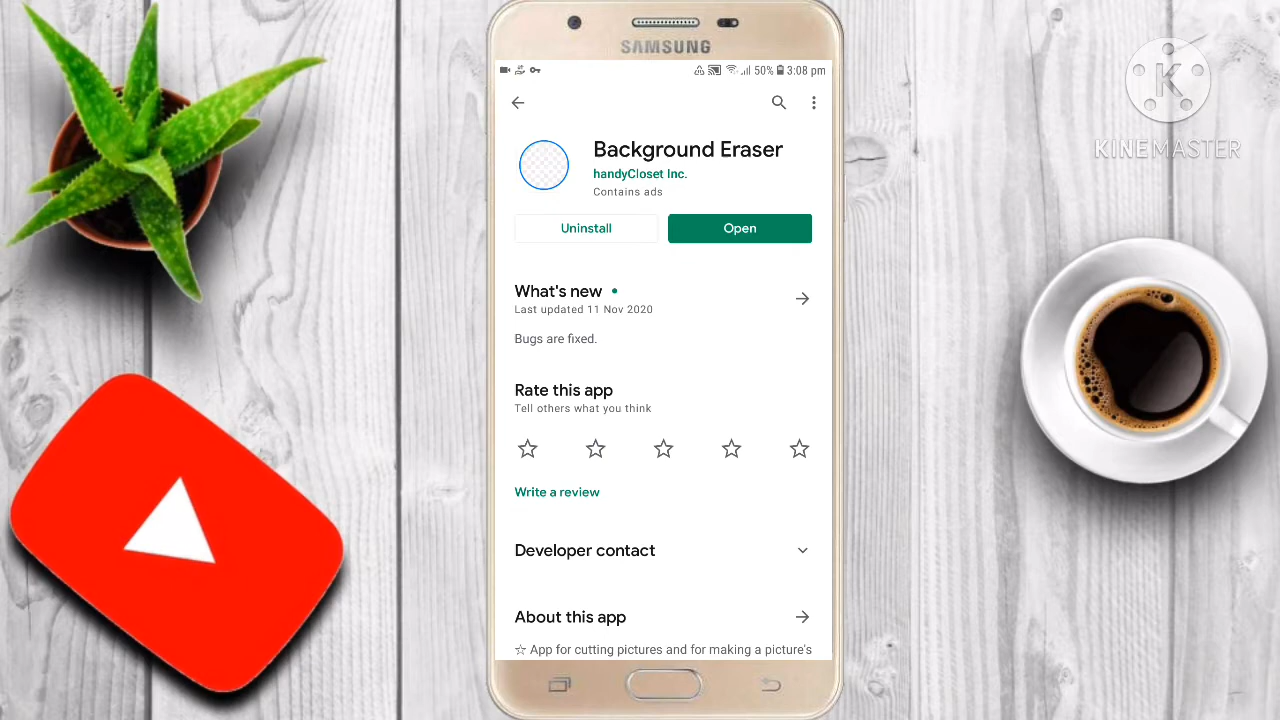 SAMSUNG
50% 3:08 pm
Background Eraser
handyCloset Inc.
Contains ads
Uninstall
Open
What's new
Last updated 11 Nov 2020
Bugs are fixed.
Rate this app
Tell others what you think
Write a review
Developer contact
About this app
☆ App for cutting pictures and for making a picture's
K
KINEMASTER